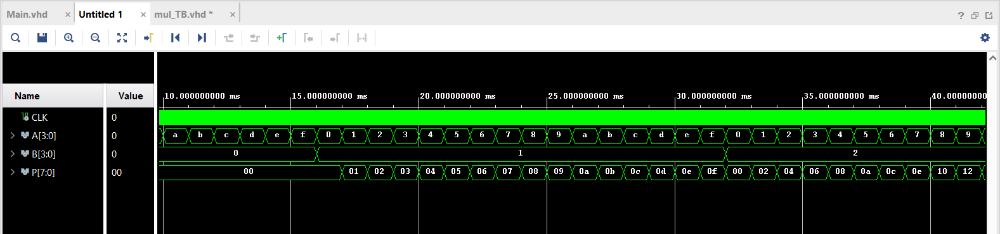 Main.vhd × Untitled 1 × mul_TB.vhd * ×
?
Name Value
10.000000000 ms 15.000000000 ms 20.000000000 ms 25.000000000 ms 30.000000000 ms 35.000000000 ms 40.00000000
CLK 0
A[3:0] 0 a b c d e f 0 1 2 3 4 5 6 7 8 9 a b c d e f 0 1 2 3 4 5 6 7 8 9
B[3:0] 0 0 1 2
P[7:0] 00 00 01 02 03 04 05 06 07 08 09 0a 0b 0c 0d 0e 0f 00 02 04 06 08 0a 0c 0e 10 12